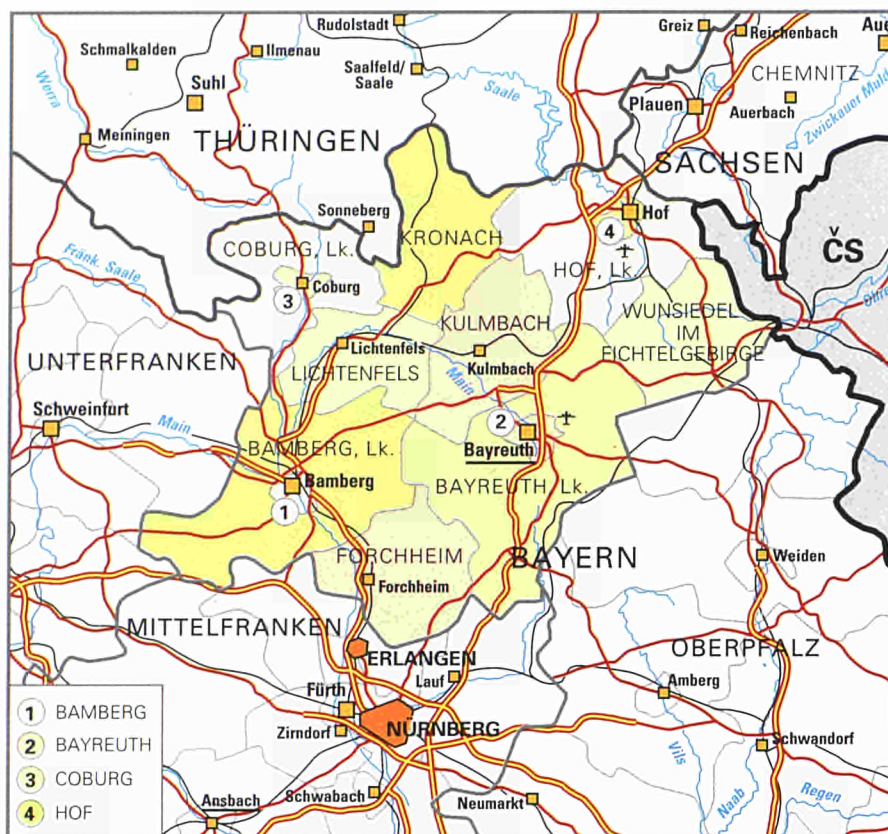 Rudolstadt
Greiz
Reichenbach
Aue
Schmalkalden
Ilmenau
Saalfeld/
Saale
CHEMNITZ
Werra
Suhl
Saale
Plauen
Auerbach
Zwickauer Muld
Meiningen
THÜRINGEN
SACHSEN
Sonneberg
Hof
KRONACH
4
COBURG, Lk.
ČS
Fränk. Saale
HOF, Lk.
3
Coburg
WUNSIEDEL
IM
FICHTELGEBIRGE
KULMBACH
Lichtenfels
UNTERFRANKEN
LICHTENFELS
Kulmbach
Main
Schweinfurt
Main
2
Bayreuth
BAMBERG, Lk.
Bamberg
BAYREUTH, Lk.
1
FORCHHEIM
BAYERN
Weiden
Forchheim
MITTELFRANKEN
OBERPFALZ
ERLANGEN
Lauf
Amberg
Fürth
NÜRNBERG
Zirndorf
Schwandorf
Vils
Naab
Regen
Schwabach
Neumarkt
Ansbach
1 BAMBERG
2 BAYREUTH
3 COBURG
4 HOF